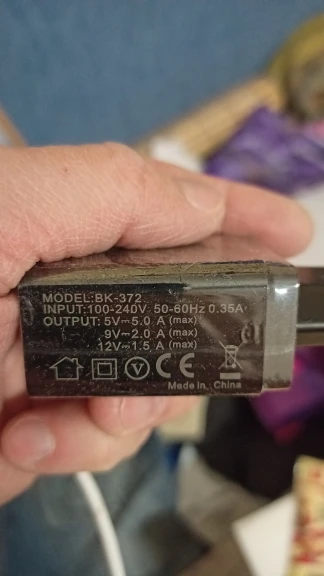 MODEL:BK-372
INPUT:100-240V 50-60Hz 0.35A
OUTPUT: 5V⎓5.0 A (max)
9V⎓2.0 A (max)
12V⎓1.5 A (max)
V CE
Made in China